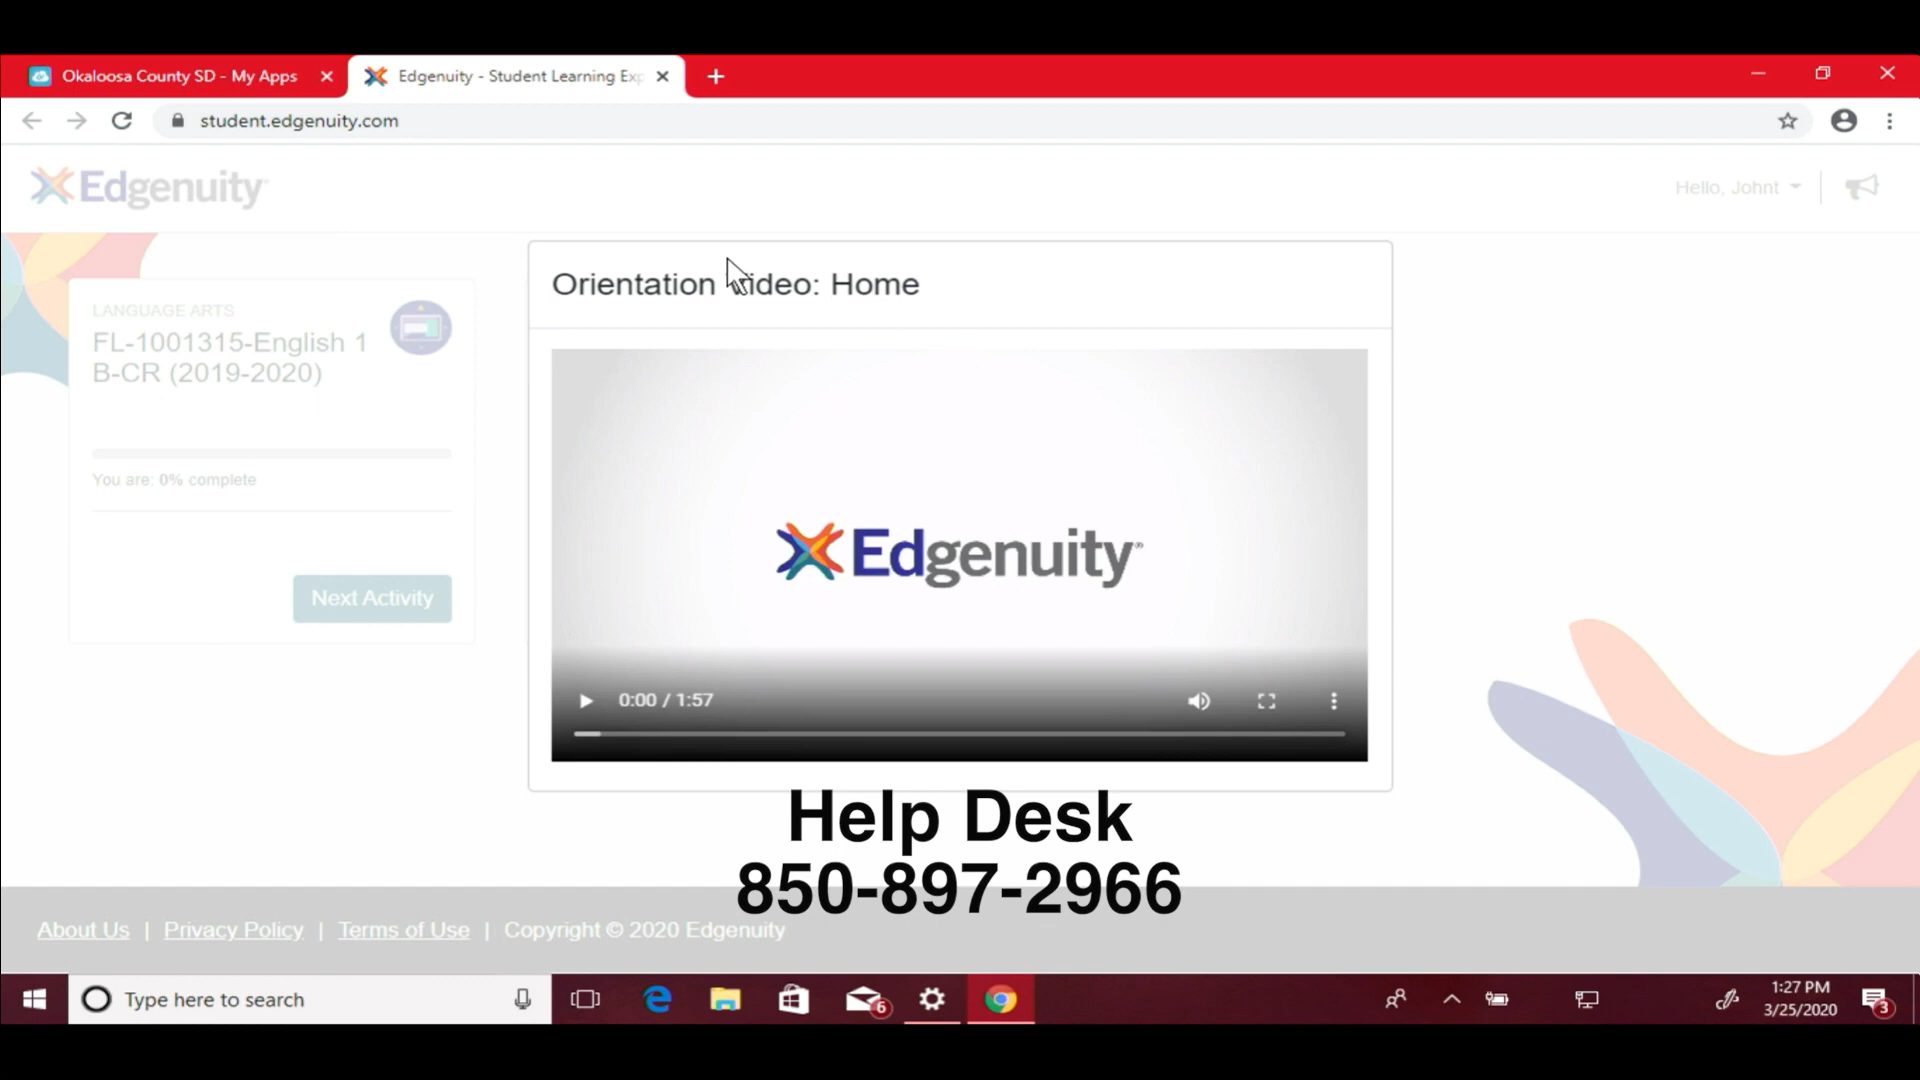 Okaloosa County SD - My Apps
Edgenuity - Student Learning Exp
student.edgenuity.com
Edgenuity
Hello, Johnt
Orientation Video: Home
LANGUAGE ARTS
FL-1001315-English 1
B-CR (2019-2020)
You are: 0% complete
Next Activity
Edgenuity
0:00 / 1:57
Help Desk
850-897-2966
About Us | Privacy Policy | Terms of Use | Copyright © 2020 Edgenuity
Type here to search
6
1:27 PM
3/25/2020
3